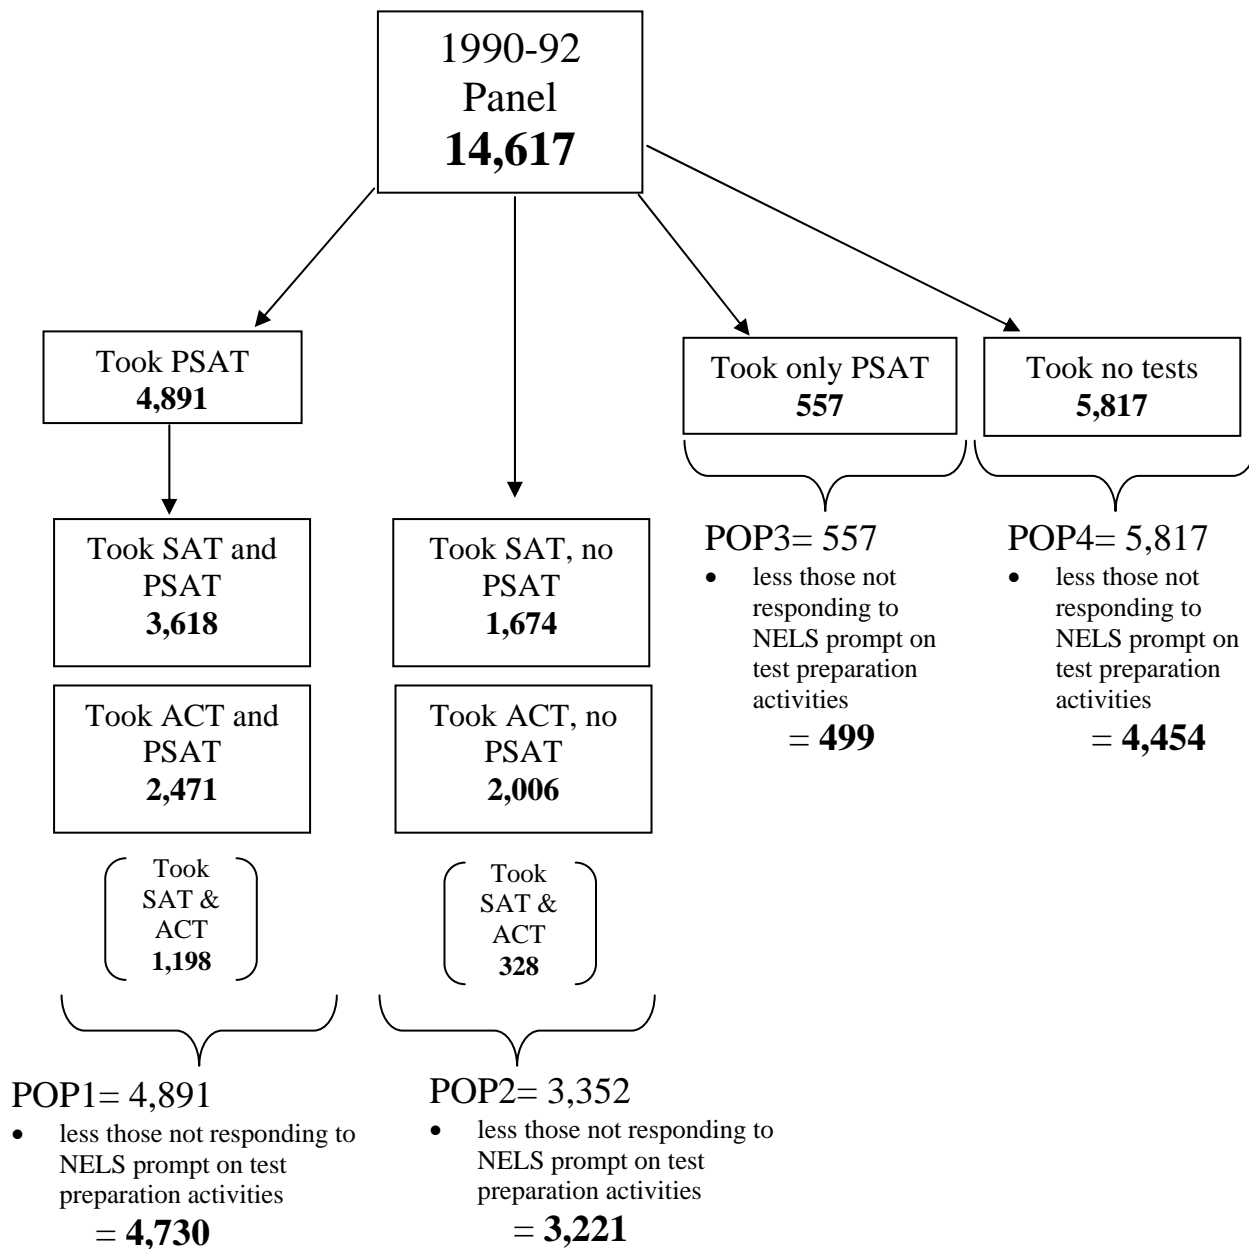 1990-92
Panel
14,617
Took PSAT
4,891
Took only PSAT
557
Took no tests
5,817
Took SAT and
PSAT
3,618
Took SAT, no
PSAT
1,674
POP3= 557
• less those not
responding to
NELS prompt on
test preparation
activities
= 499
POP4= 5,817
• less those not
responding to
NELS prompt on
test preparation
activities
= 4,454
Took ACT and
PSAT
2,471
Took ACT, no
PSAT
2,006
Took
SAT &
ACT
1,198
Took
SAT &
ACT
328
POP1= 4,891
• less those not responding to
NELS prompt on test
preparation activities
= 4,730
POP2= 3,352
• less those not responding to
NELS prompt on test
preparation activities
= 3,221